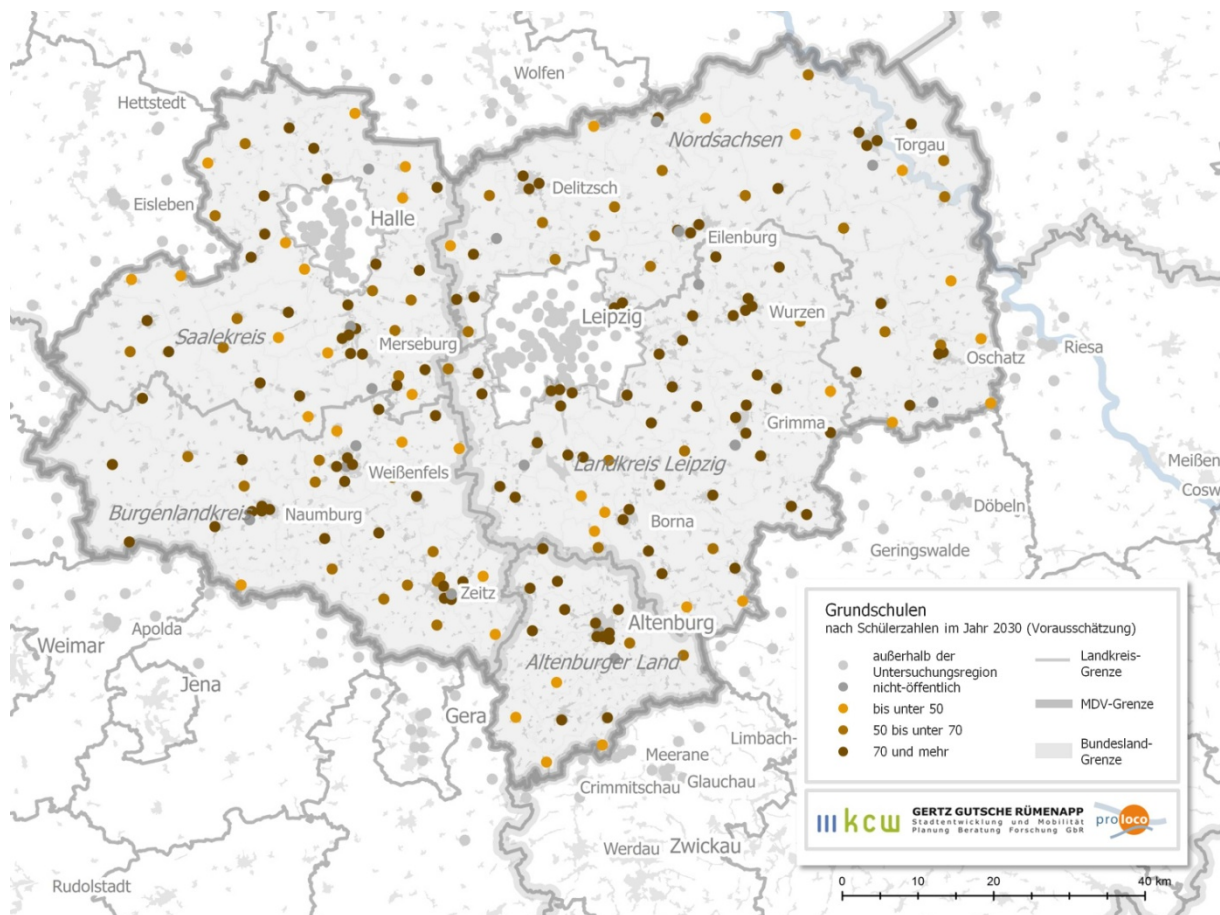 Wolfen
Hettstedt
Nordsachsen
Torgau
Delitzsch
Eisleben
Halle
Eilenburg
Leipzig
Wurzen
Saalekreis
Merseburg
Oschatz
Riesa
Grimma
Meißen
Weißenfels
Landkreis Leipzig
Cosw
Döbeln
Burgenlandkreis
Naumburg
Borna
Geringswalde
Zeitz
Apolda
Altenburg
Weimar
Altenburger Land
Jena
Gera
Limbach-
Meerane
Crimmitschau
Glauchau
Werdau
Zwickau
Rudolstadt
Grundschulen
nach Schülerzahlen im Jahr 2030 (Vorausschätzung)
außerhalb der
Untersuchungsregion
nicht-öffentlich
bis unter 50
50 bis unter 70
70 und mehr
Landkreis-
Grenze
MDV-Grenze
Bundesland-
Grenze
kcw
GERTZ GUTSCHE RÜMENAPP
Stadtentwicklung und Mobilität
Planung Beratung Forschung GbR
proloco
0 10 20 40 km